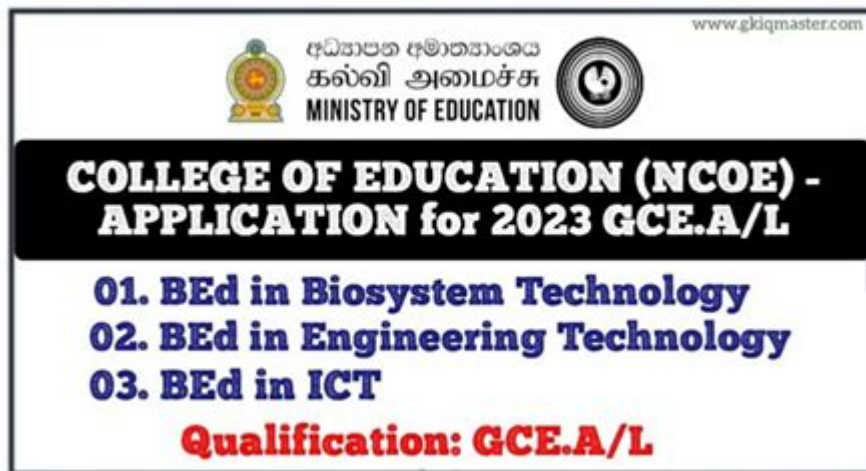 www.gkiqmaster.com
අධ්‍යාපන අමාත්‍යාංශය
கல்வி அமைச்சு
MINISTRY OF EDUCATION
COLLEGE OF EDUCATION (NCOE) -
APPLICATION for 2023 GCE.A/L
01. BEd in Biosystem Technology
02. BEd in Engineering Technology
03. BEd in ICT
Qualification: GCE.A/L